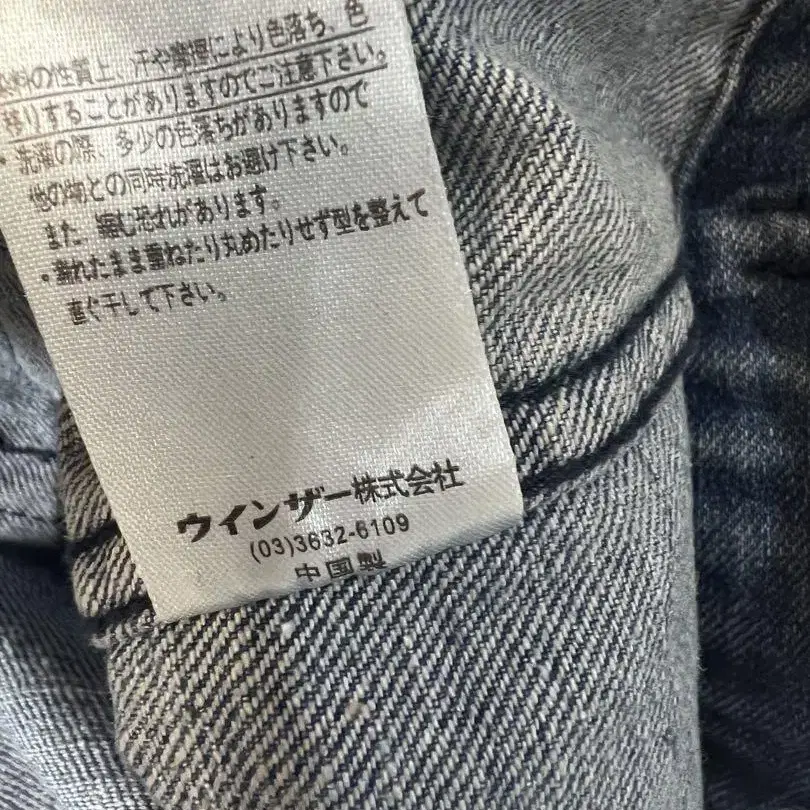 染料の性質上、汗や摩擦により色落ち、色
移りすることがありますのでご注意下さい。
・洗濯の際、多少の色落ちがありますので
他の物との同時洗濯はお避け下さい。
また、縮む恐れがあります。
・濡れたまま重ねたり丸めたりせず型を整えて
直ぐ干して下さい。
ウインザー株式会社
(03)3632-6109
中国製